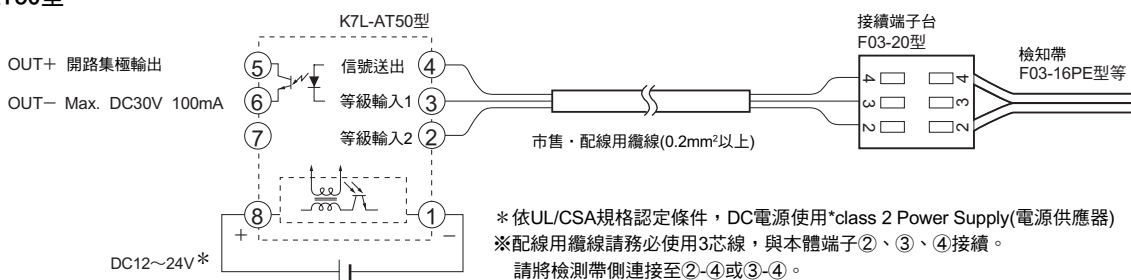 K7L-AT50型
接續端子台
F03-20型
檢知帶
F03-16PE型等
OUT+ 開路集極輸出
OUT− Max. DC30V 100mA
⑤
⑥
⑦
⑧
信號送出 ④
等級輸入1 ③
等級輸入2 ②
①
+
−
DC12～24V＊
市售・配線用纜線(0.2mm²以上)
4
3
2
4
3
2
＊依UL/CSA規格認定條件，DC電源使用*class 2 Power Supply(電源供應器)
※配線用纜線請務必使用3芯線，與本體端子②、③、④接續。
請將檢測帶側連接至②-④或③-④。